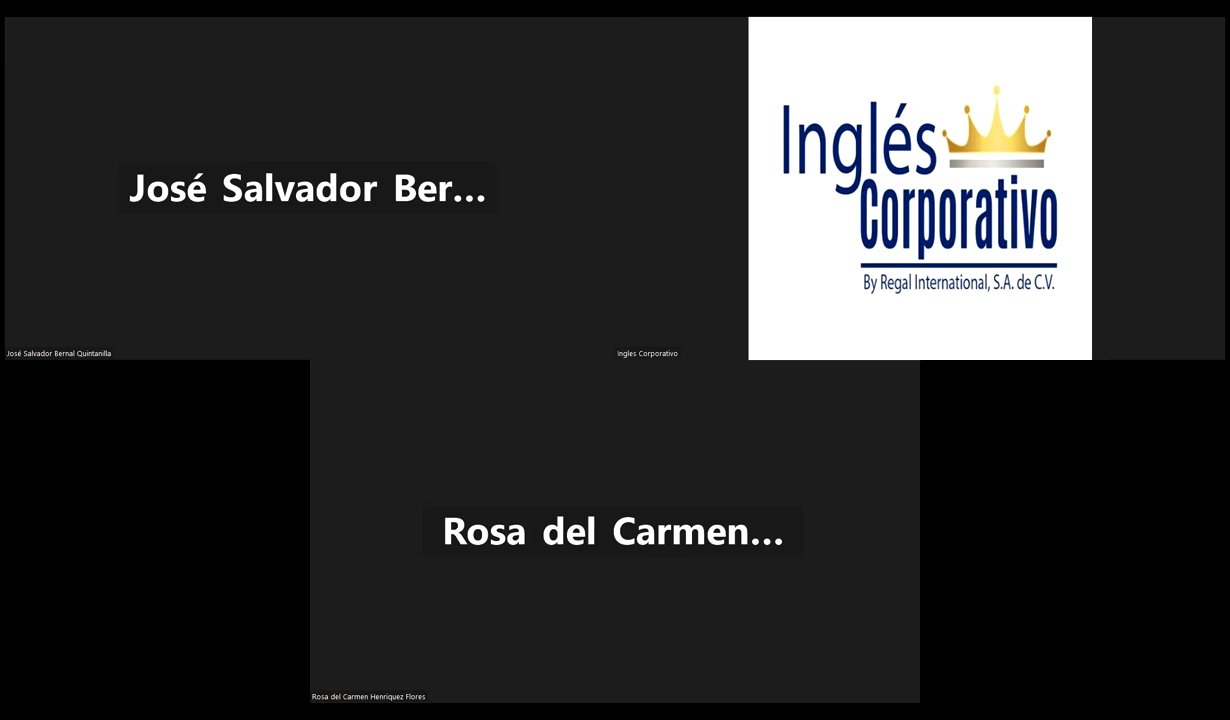 José Salvador Ber...
José Salvador Bernal Quintanilla
Inglés
Corporativo
By Regal International, S.A. de C.V.
Ingles Corporativo
Rosa del Carmen...
Rosa del Carmen Henriquez Flores